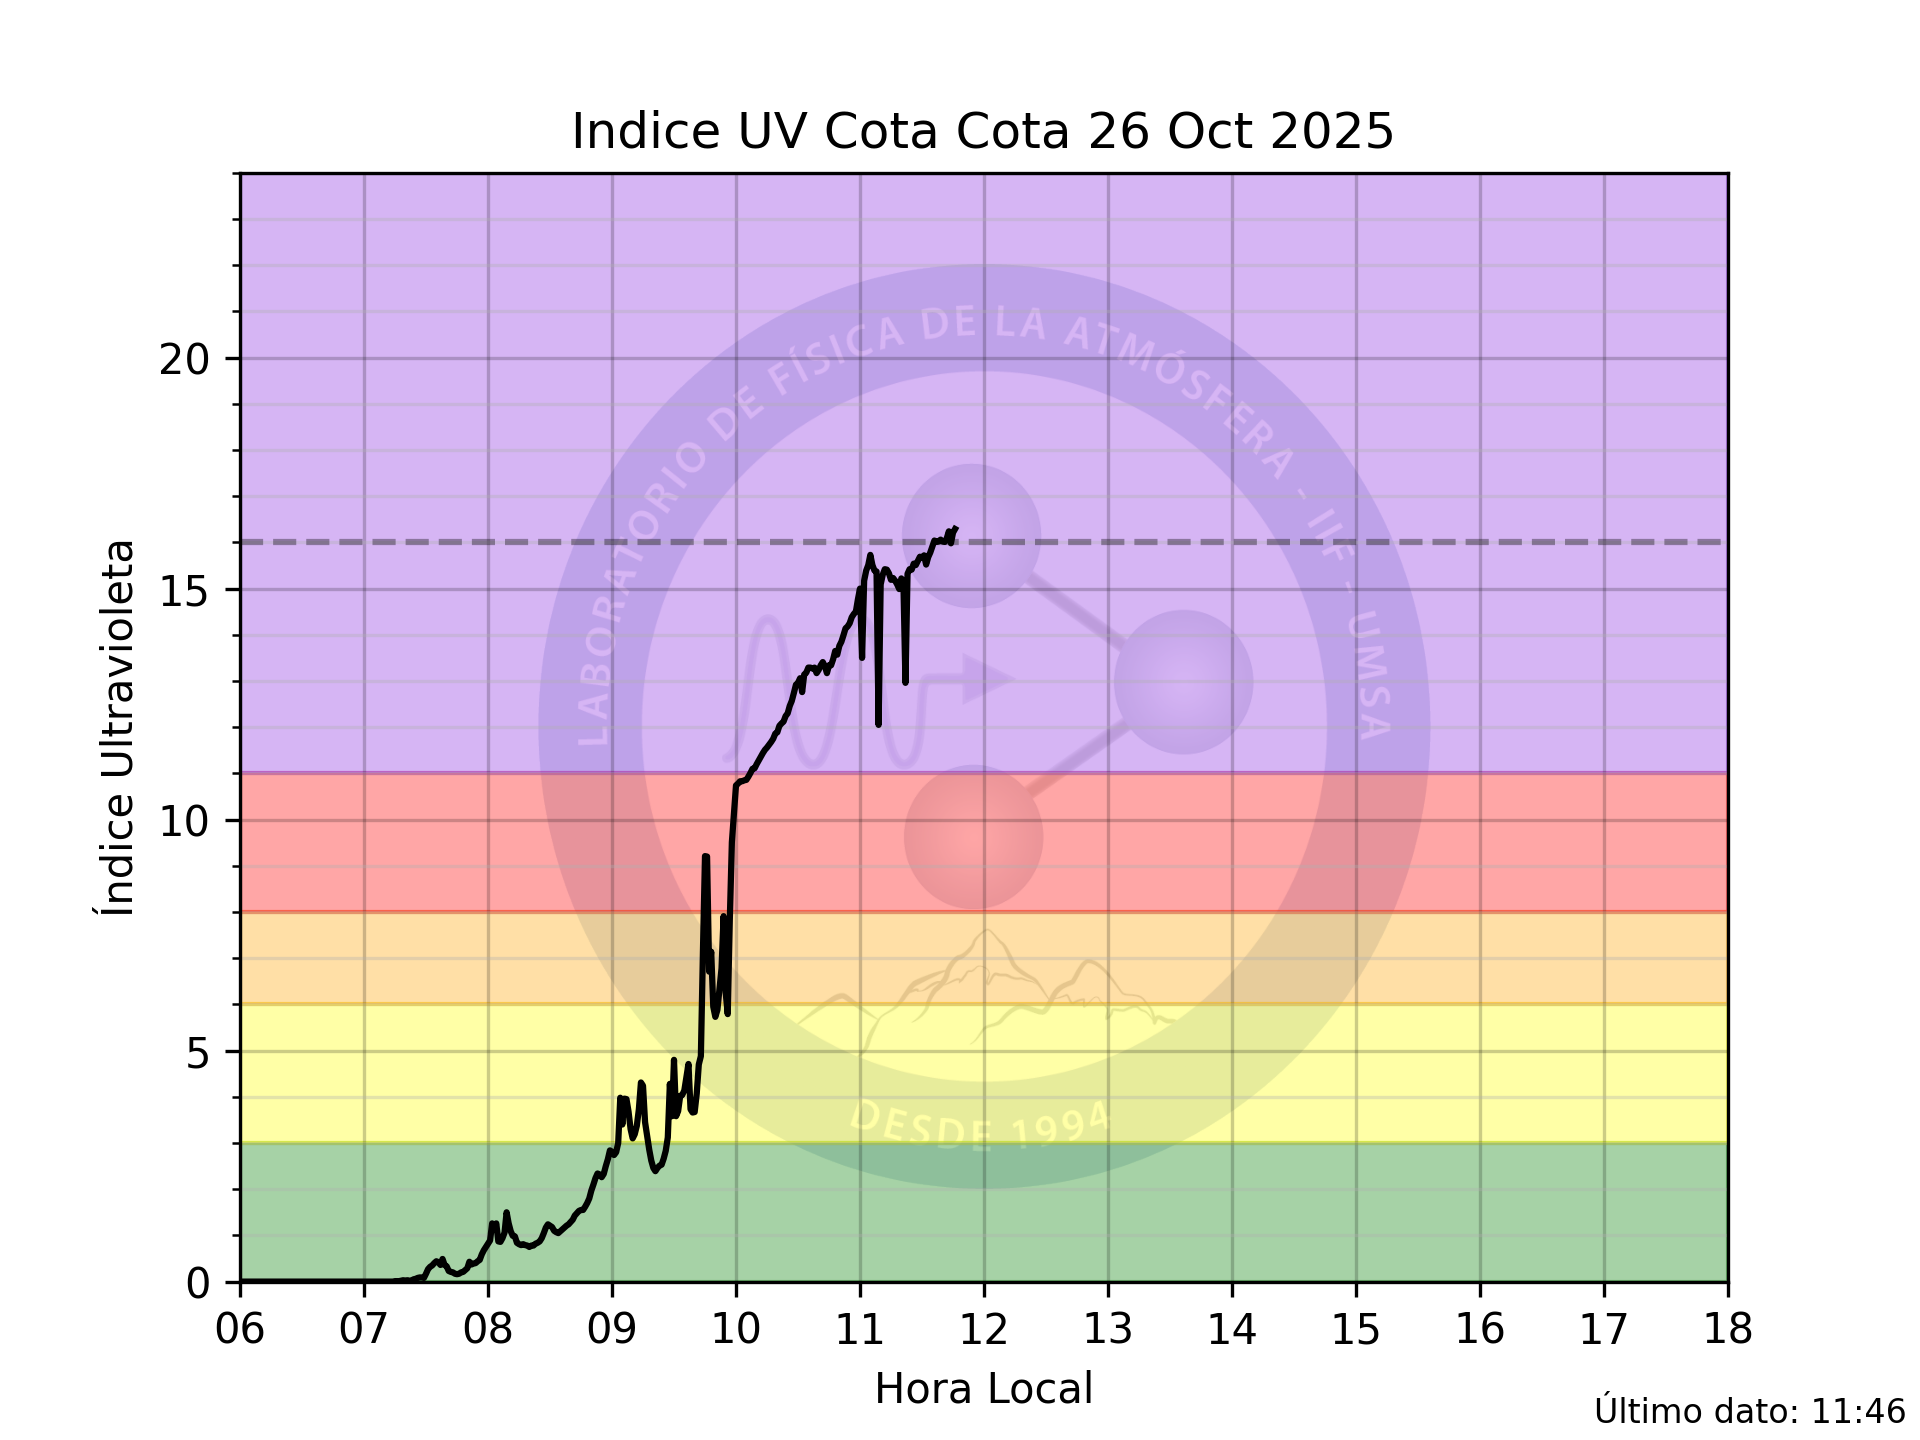 Indice UV Cota Cota 26 Oct 2025
LABORATORIO DE FÍSICA DE LA ATMÓSFERA - IIF - UMSA
DESDE 1994
Índice Ultravioleta
20
15
10
5
0
06 07 08 09 10 11 12 13 14 15 16 17 18
Hora Local
Último dato: 11:46